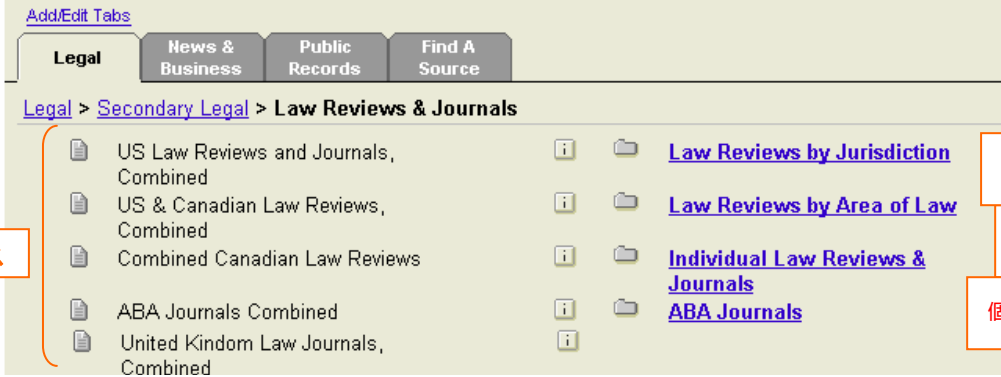 Add/Edit Tabs
Legal
News &
Business
Public
Records
Find A
Source
Legal > Secondary Legal > Law Reviews & Journals
US Law Reviews and Journals,
Combined
Law Reviews by Jurisdiction
US & Canadian Law Reviews,
Combined
Law Reviews by Area of Law
Combined Canadian Law Reviews
Individual Law Reviews &
Journals
ABA Journals Combined
ABA Journals
個
United Kindom Law Journals,
Combined